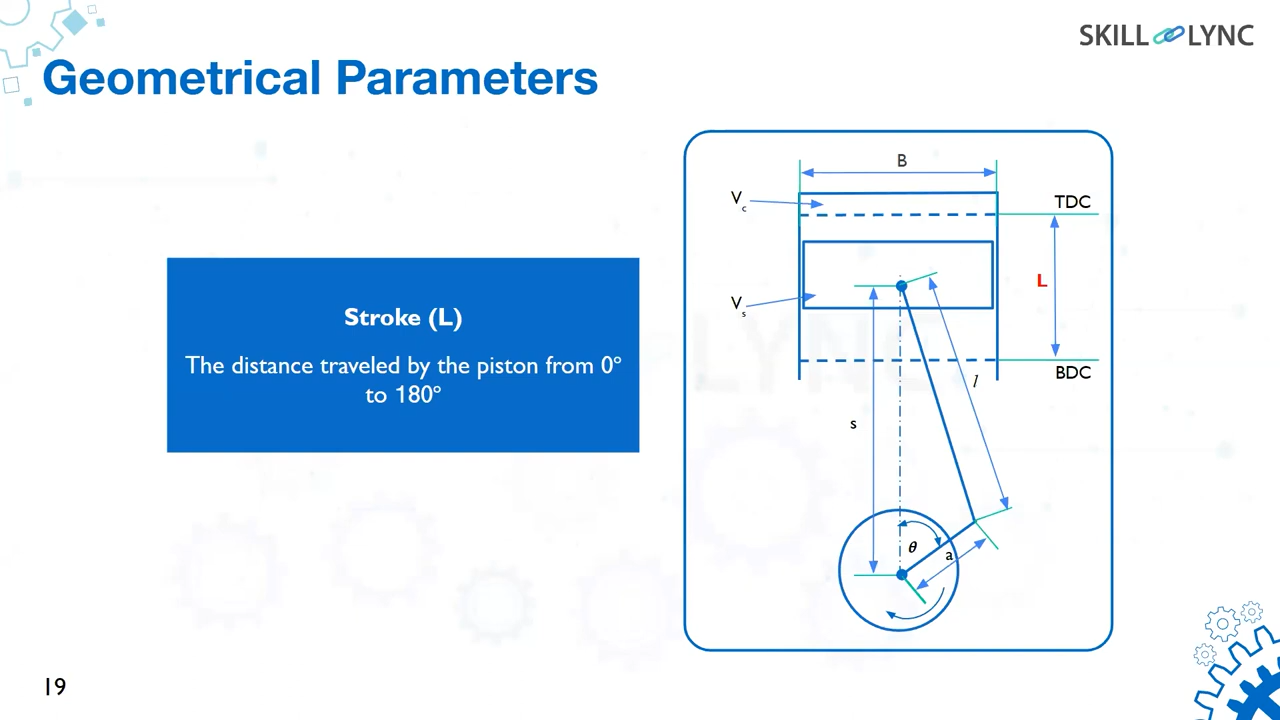 SKILL LYNC
Geometrical Parameters
B
Vc
TDC
L
Vs
Stroke (L)
The distance traveled by the piston from 0°
to 180°
BDC
l
s
θ
a
19